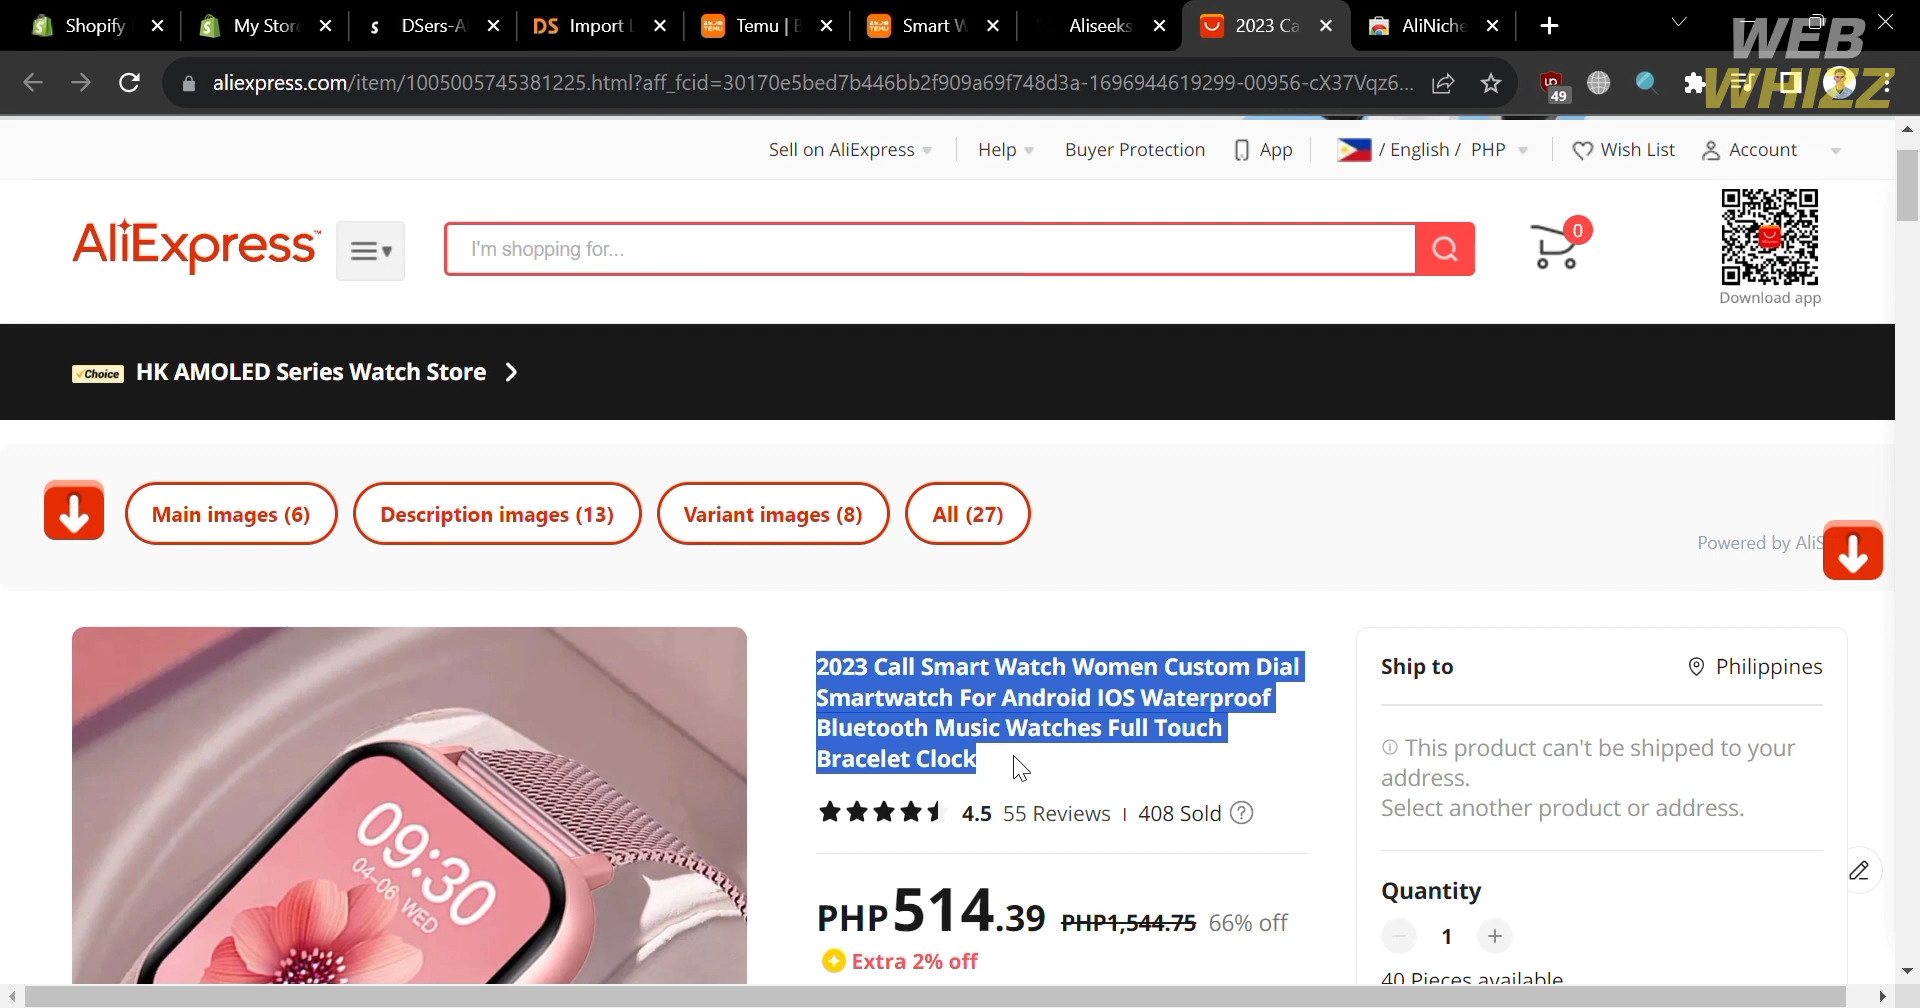 Shopify
My Stor
DSers-A
DS Import L
Temu | B
Smart W
Aliseeks
2023 Ca
AliNiche
WEB
WHIZZ
aliexpress.com/item/1005005745381225.html?aff_fcid=30170e5bed7b446bb2f909a69f748d3a-1696944619299-00956-cX37Vqz6...
49
Sell on AliExpress
Help
Buyer Protection
App
/ English / PHP
Wish List
Account
AliExpress™
I'm shopping for...
0
Download app
Choice HK AMOLED Series Watch Store
Main images (6)
Description images (13)
Variant images (8)
All (27)
Powered by AliS
2023 Call Smart Watch Women Custom Dial
Smartwatch For Android IOS Waterproof
Bluetooth Music Watches Full Touch
Bracelet Clock
4.5 55 Reviews | 408 Sold
PHP514.39 PHP1,544.75 66% off
Extra 2% off
09:30
04-06 WED
Ship to
Philippines
This product can't be shipped to your
address.
Select another product or address.
Quantity
1
40 Pieces available